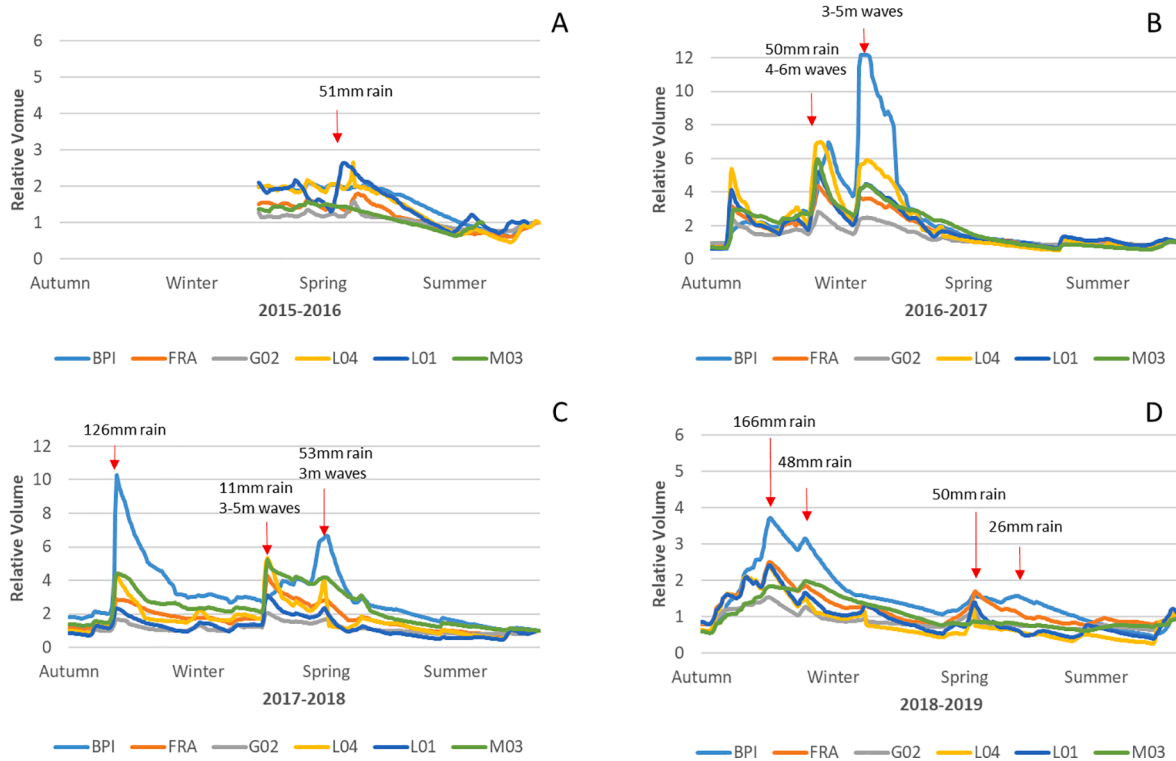 A
6
5
4
3
2
1
0
Relative Vomue
51mm rain
Autumn Winter Spring Summer
2015-2016
BPI FRA G02 L04 L01 M03
B
3-5m waves
50mm rain
4-6m waves
12
10
8
6
4
2
0
Relative Volume
Autumn Winter Spring Summer
2016-2017
BPI FRA G02 L04 L01 M03
C
126mm rain
53mm rain
3m waves
11mm rain
3-5m waves
12
10
8
6
4
2
0
Relative Volume
Autumn Winter Spring Summer
2017-2018
BPI FRA G02 L04 L01 M03
D
166mm rain
48mm rain
50mm rain
26mm rain
6
5
4
3
2
1
0
Relative Volume
Autumn Winter Spring Summer
2018-2019
BPI FRA G02 L04 L01 M03